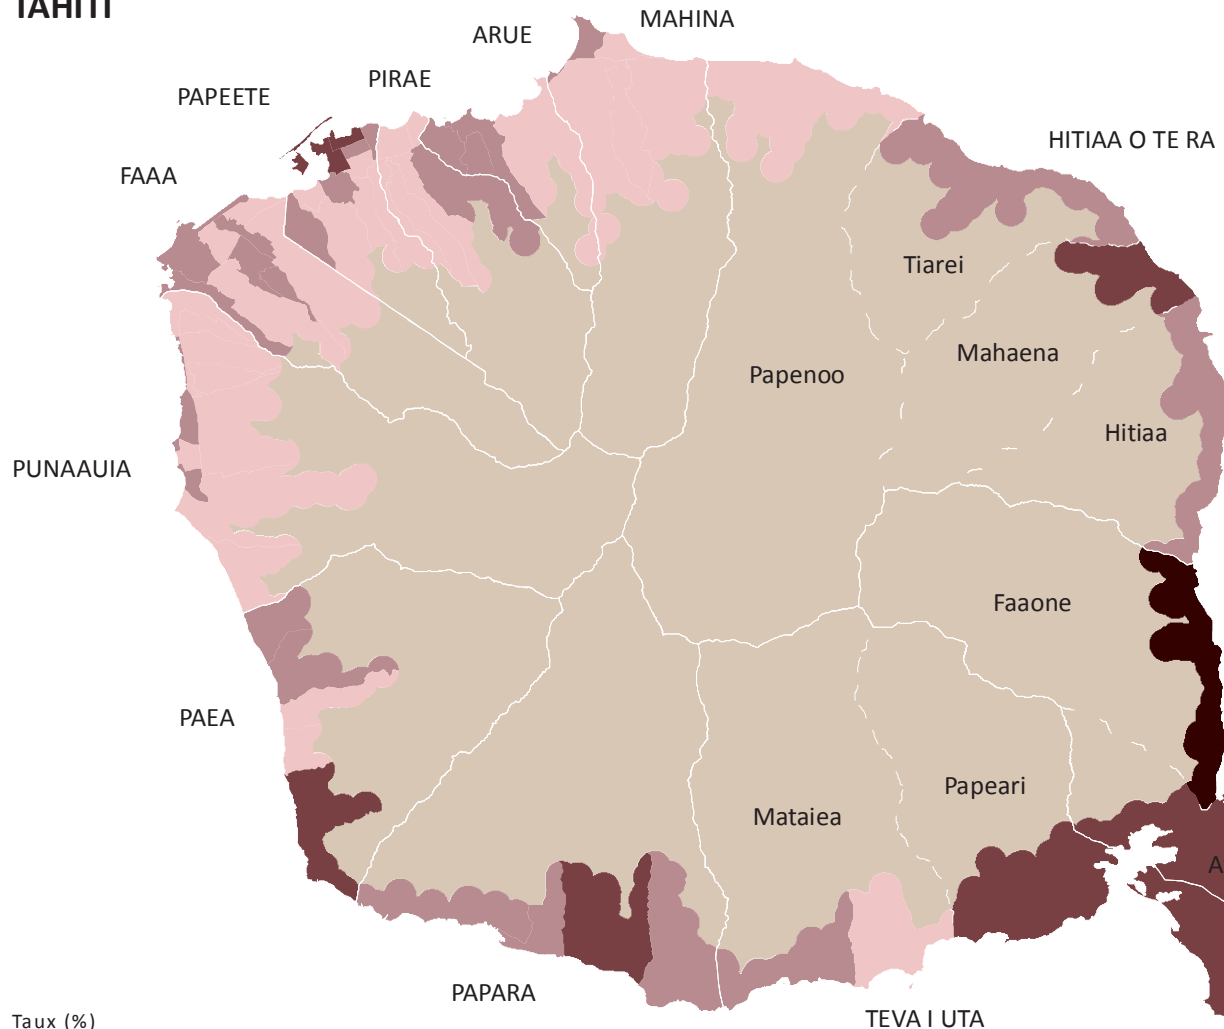 TAHITI
MAHINA
ARUE
PIRAE
PAPEETE
HITIAA O TE RA
FAAA
Tiarei
Mahaena
Papenoo
Hitiaa
PUNAAUIA
Faaone
PAEA
Papeari
Mataiea
A
PAPARA
TEVA I UTA
Taux (%)